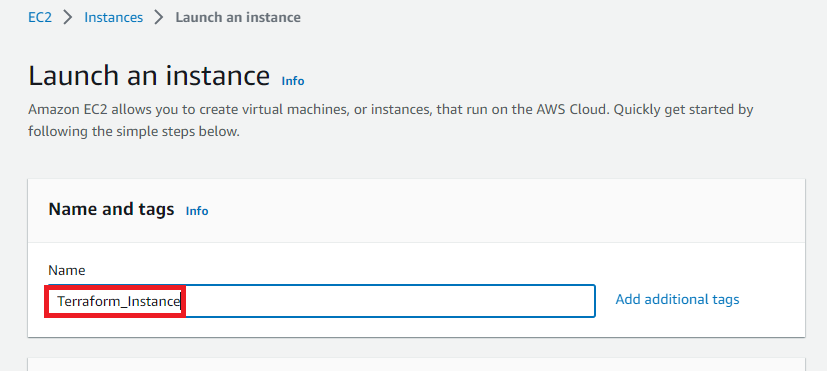 EC2 > Instances > Launch an instance
Launch an instance Info
Amazon EC2 allows you to create virtual machines, or instances, that run on the AWS Cloud. Quickly get started by
following the simple steps below.
Name and tags Info
Name
Terraform_Instance
Add additional tags